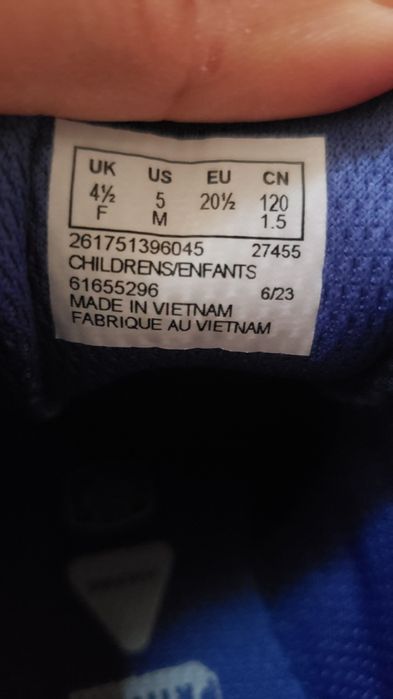 UK US EU CN
4½ 5 20½ 120
F M 1.5
261751396045 27455
CHILDRENS/ENFANTS
61655296 6/23
MADE IN VIETNAM
FABRIQUE AU VIETNAM